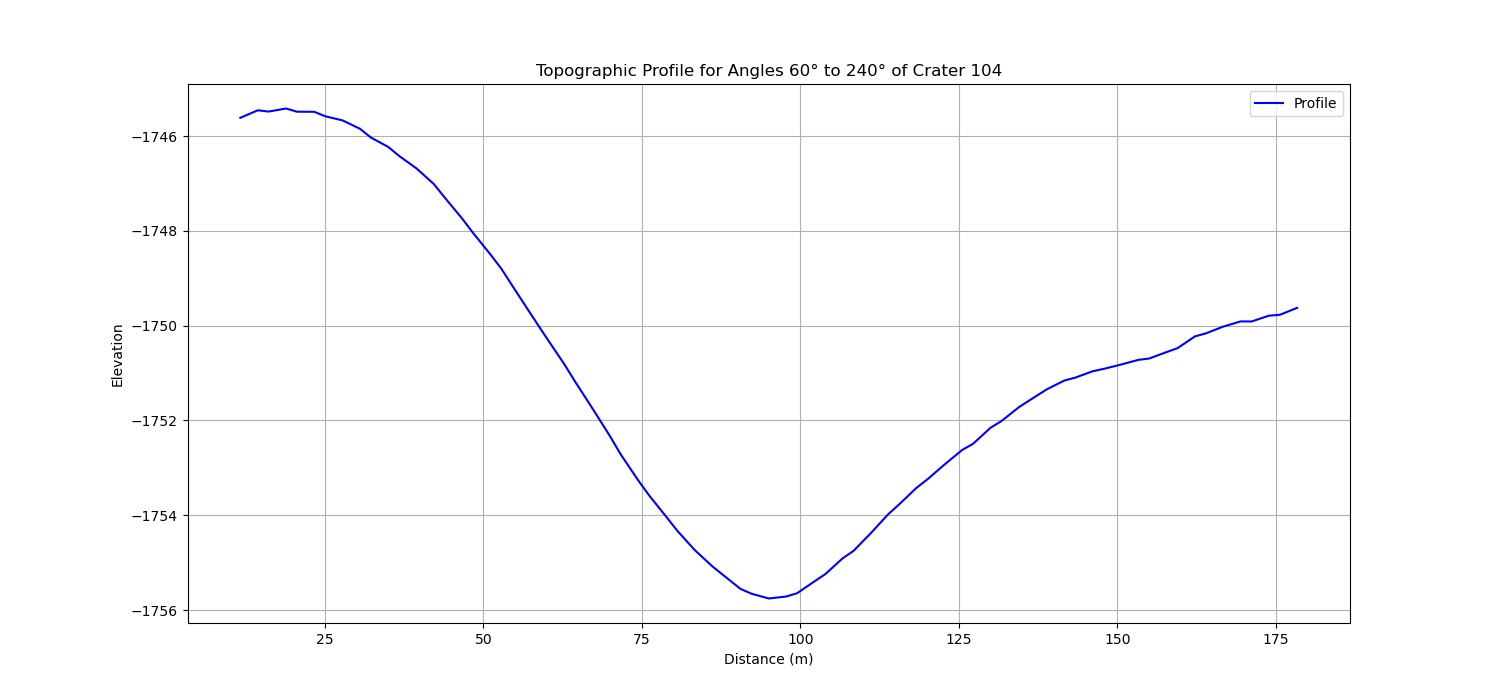 Topographic Profile for Angles 60° to 240° of Crater 104
Profile
−1746
−1748
−1750
−1752
−1754
−1756
Elevation
25 50 75 100 125 150 175
Distance (m)